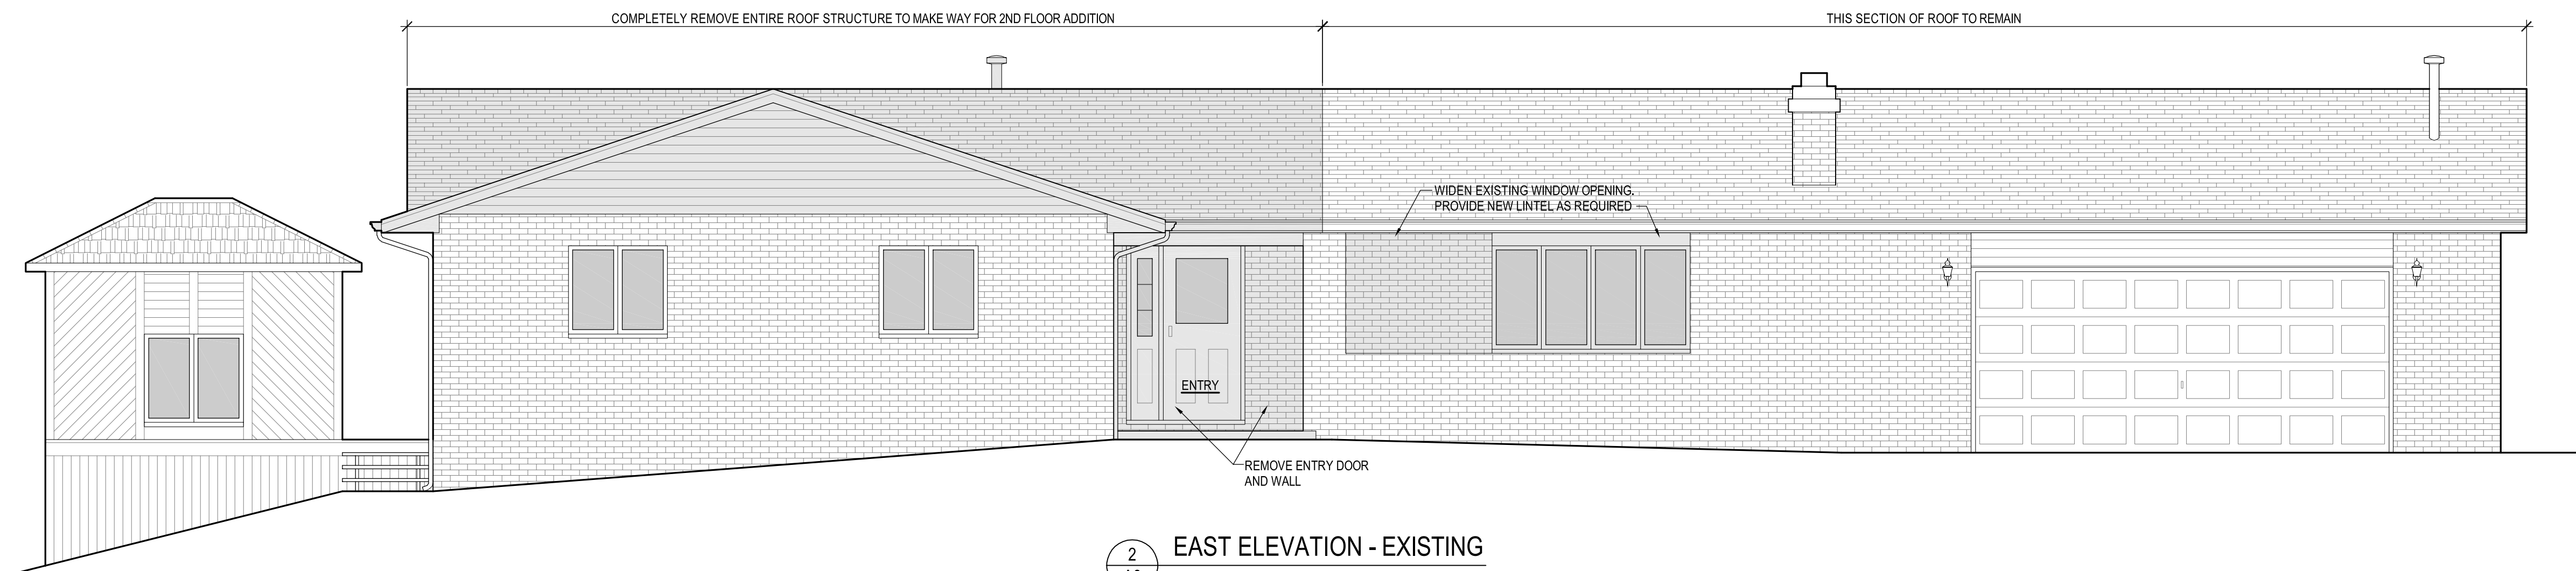 COMPLETELY REMOVE ENTIRE ROOF STRUCTURE TO MAKE WAY FOR 2ND FLOOR ADDITION
THIS SECTION OF ROOF TO REMAIN
WIDEN EXISTING WINDOW OPENING.
PROVIDE NEW LINTEL AS REQUIRED
ENTRY
REMOVE ENTRY DOOR
AND WALL
2
EAST ELEVATION - EXISTING